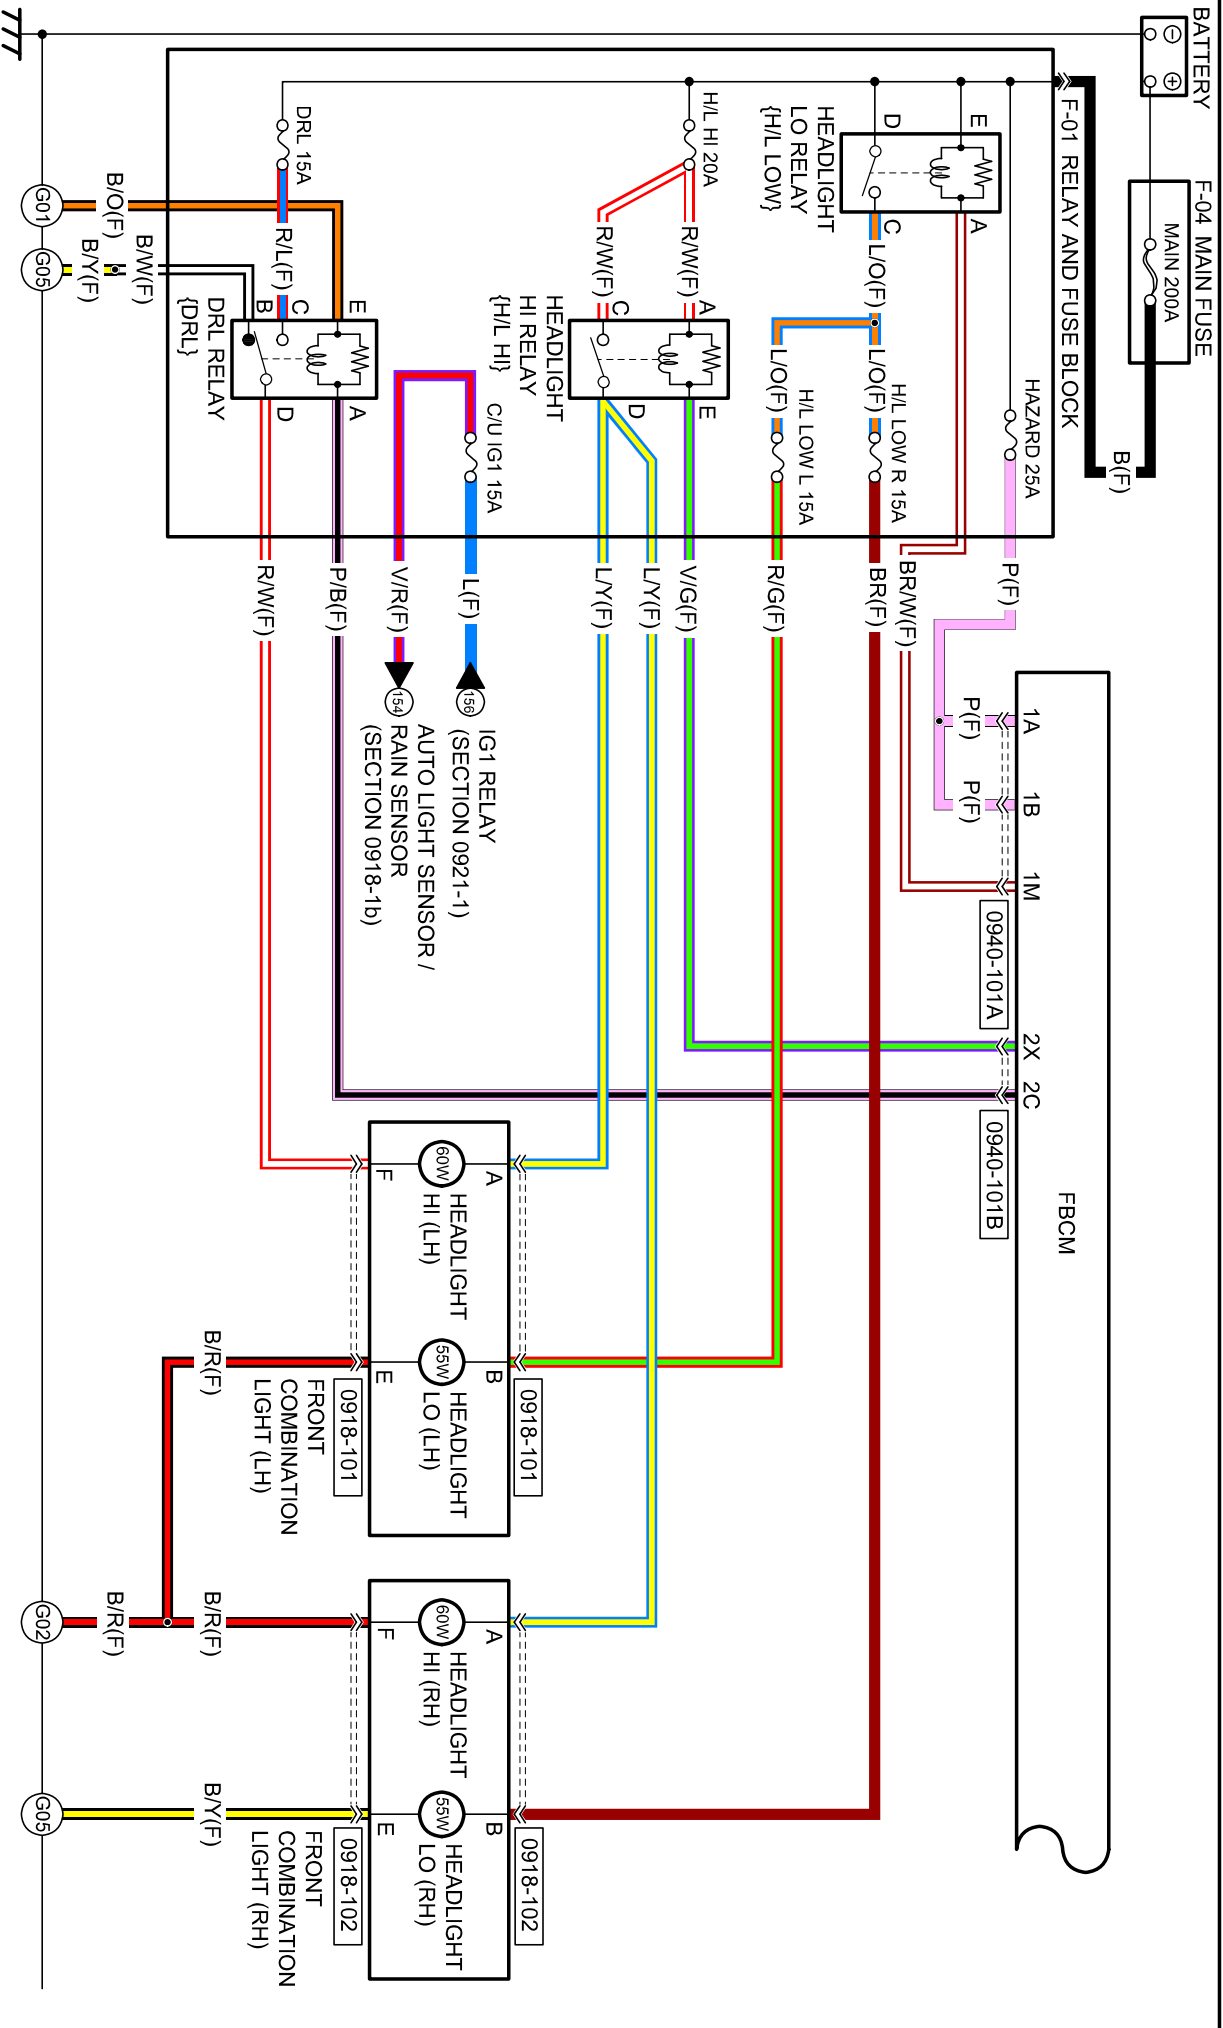 BATTERY
F-04 MAIN FUSE
MAIN 200A
B(F)
F-01 RELAY AND FUSE BLOCK
HAZARD 25A
P(F)
E
A
D
C
HEADLIGHT
LO RELAY
{H/L LOW}
L/O(F)
L/O(F)
H/L LOW R 15A
BR(F)
BR/W(F)
L/O(F)
H/L LOW L 15A
R/G(F)
H/L HI 20A
R/W(F)
R/W(F)
A
E
C
D
HEADLIGHT
HI RELAY
{H/L HI}
V/G(F)
L/Y(F)
L/Y(F)
C/U IG1 15A
L(F)
156
IG1 RELAY
(SECTION 0921-1)
V/R(F)
154
AUTO LIGHT SENSOR /
RAIN SENSOR
(SECTION 0918-1b)
DRL 15A
R/L(F)
E
A
C
B
D
DRL RELAY
{DRL}
P/B(F)
R/W(F)
B/O(F)
B/W(F)
B/Y(F)
G01
G05
FBCM
1A
1B
1M
2X
2C
P(F)
P(F)
0940-101A
0940-101B
A
60W
F
HEADLIGHT
HI (LH)
B
55W
E
HEADLIGHT
LO (LH)
0918-101
0918-101
FRONT
COMBINATION
LIGHT (LH)
B/R(F)
A
60W
F
HEADLIGHT
HI (RH)
B
55W
E
HEADLIGHT
LO (RH)
0918-102
0918-102
FRONT
COMBINATION
LIGHT (RH)
B/R(F)
B/R(F)
B/Y(F)
G02
G05